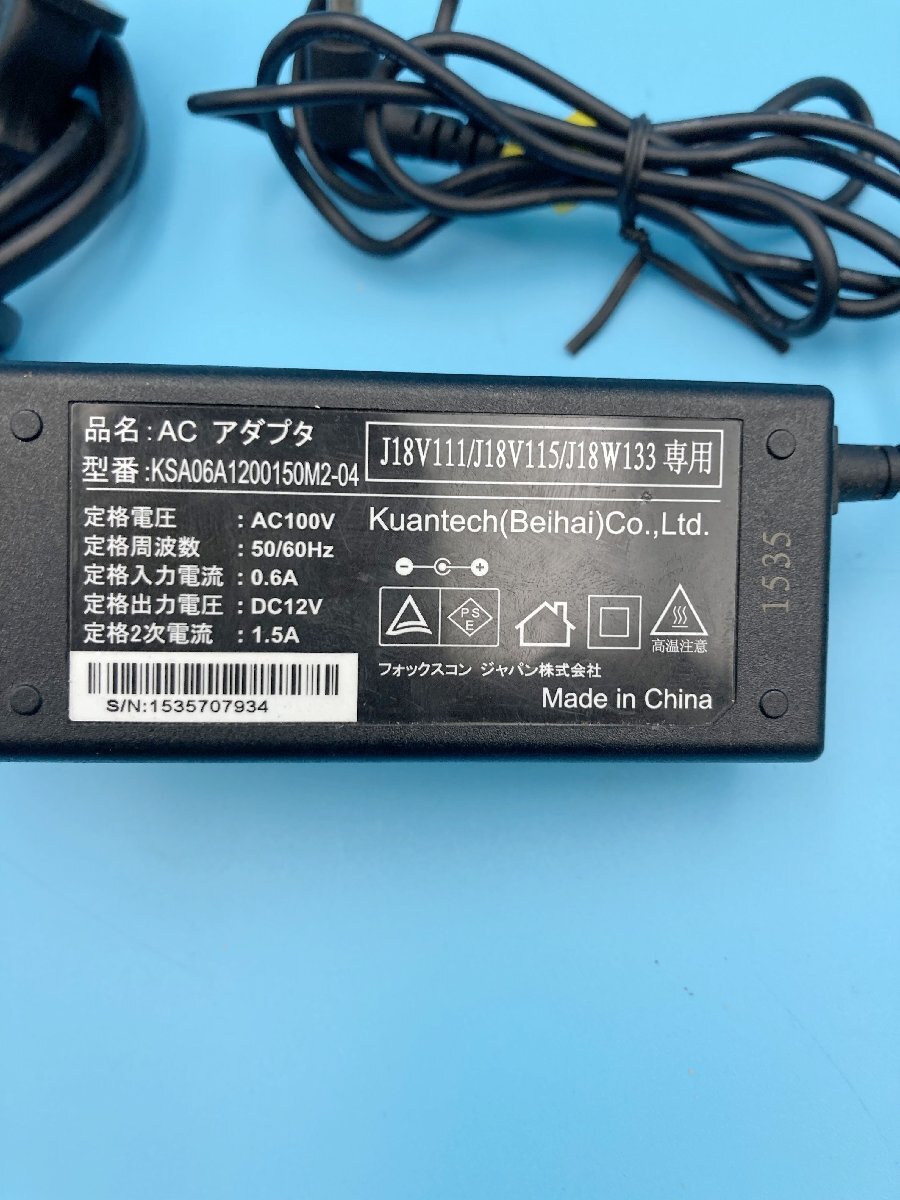 品名:AC アダプタ
型番:KSA06A1200150M2-04
J18V111/J18V115/J18W133 専用
定格電圧 : AC100V
定格周波数 : 50/60Hz
定格入力電流 : 0.6A
定格出力電圧 : DC12V
定格2次電流 : 1.5A
S/N:1535707934
Kuantech(Beihai)Co.,Ltd.
PS
E
高温注意
フォックスコン ジャパン株式会社
Made in China
1535